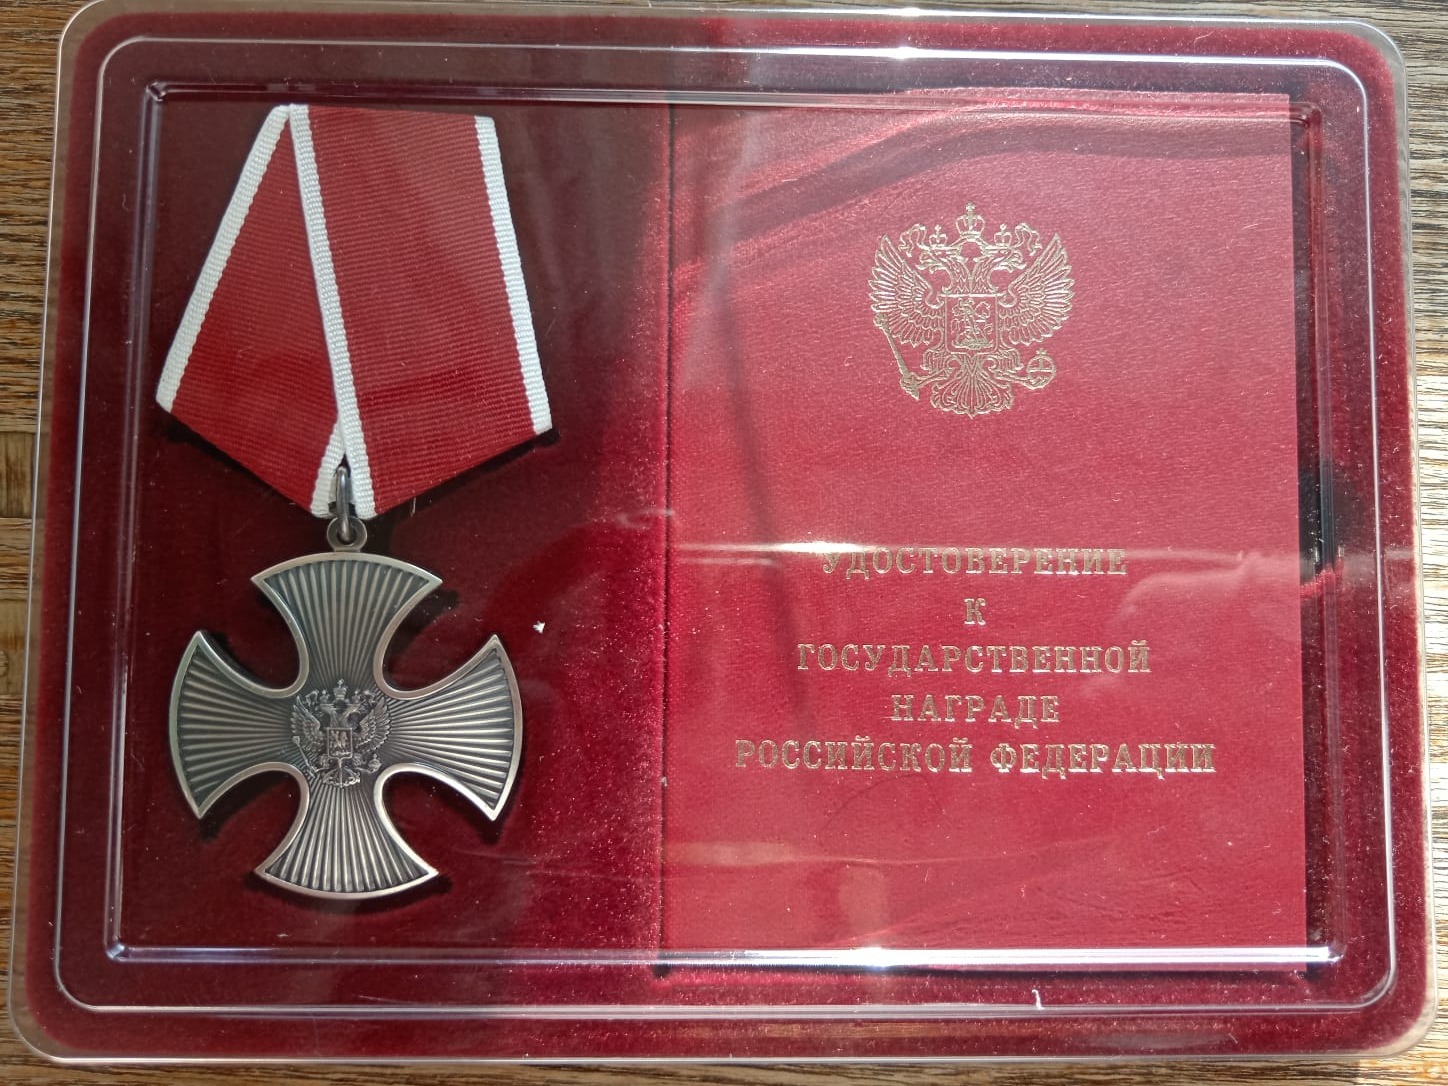 УДОСТОВЕРЕНИЕ
К
ГОСУДАРСТВЕННОЙ
НАГРАДЕ
РОССИЙСКОЙ ФЕДЕРАЦИИ